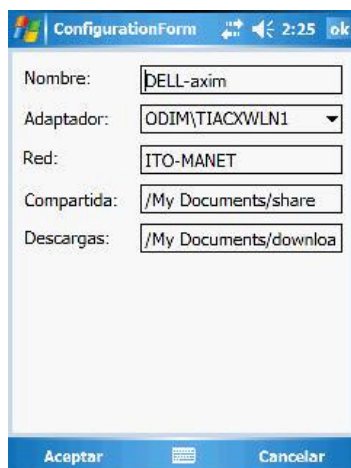 ConfigurationForm 2:25 ok
Nombre: DELL-axim
Adaptador: ODIM\TIACXWLN1
Red: ITO-MANET
Compartida: /My Documents/share
Descargas: /My Documents/downloa
Aceptar Cancelar